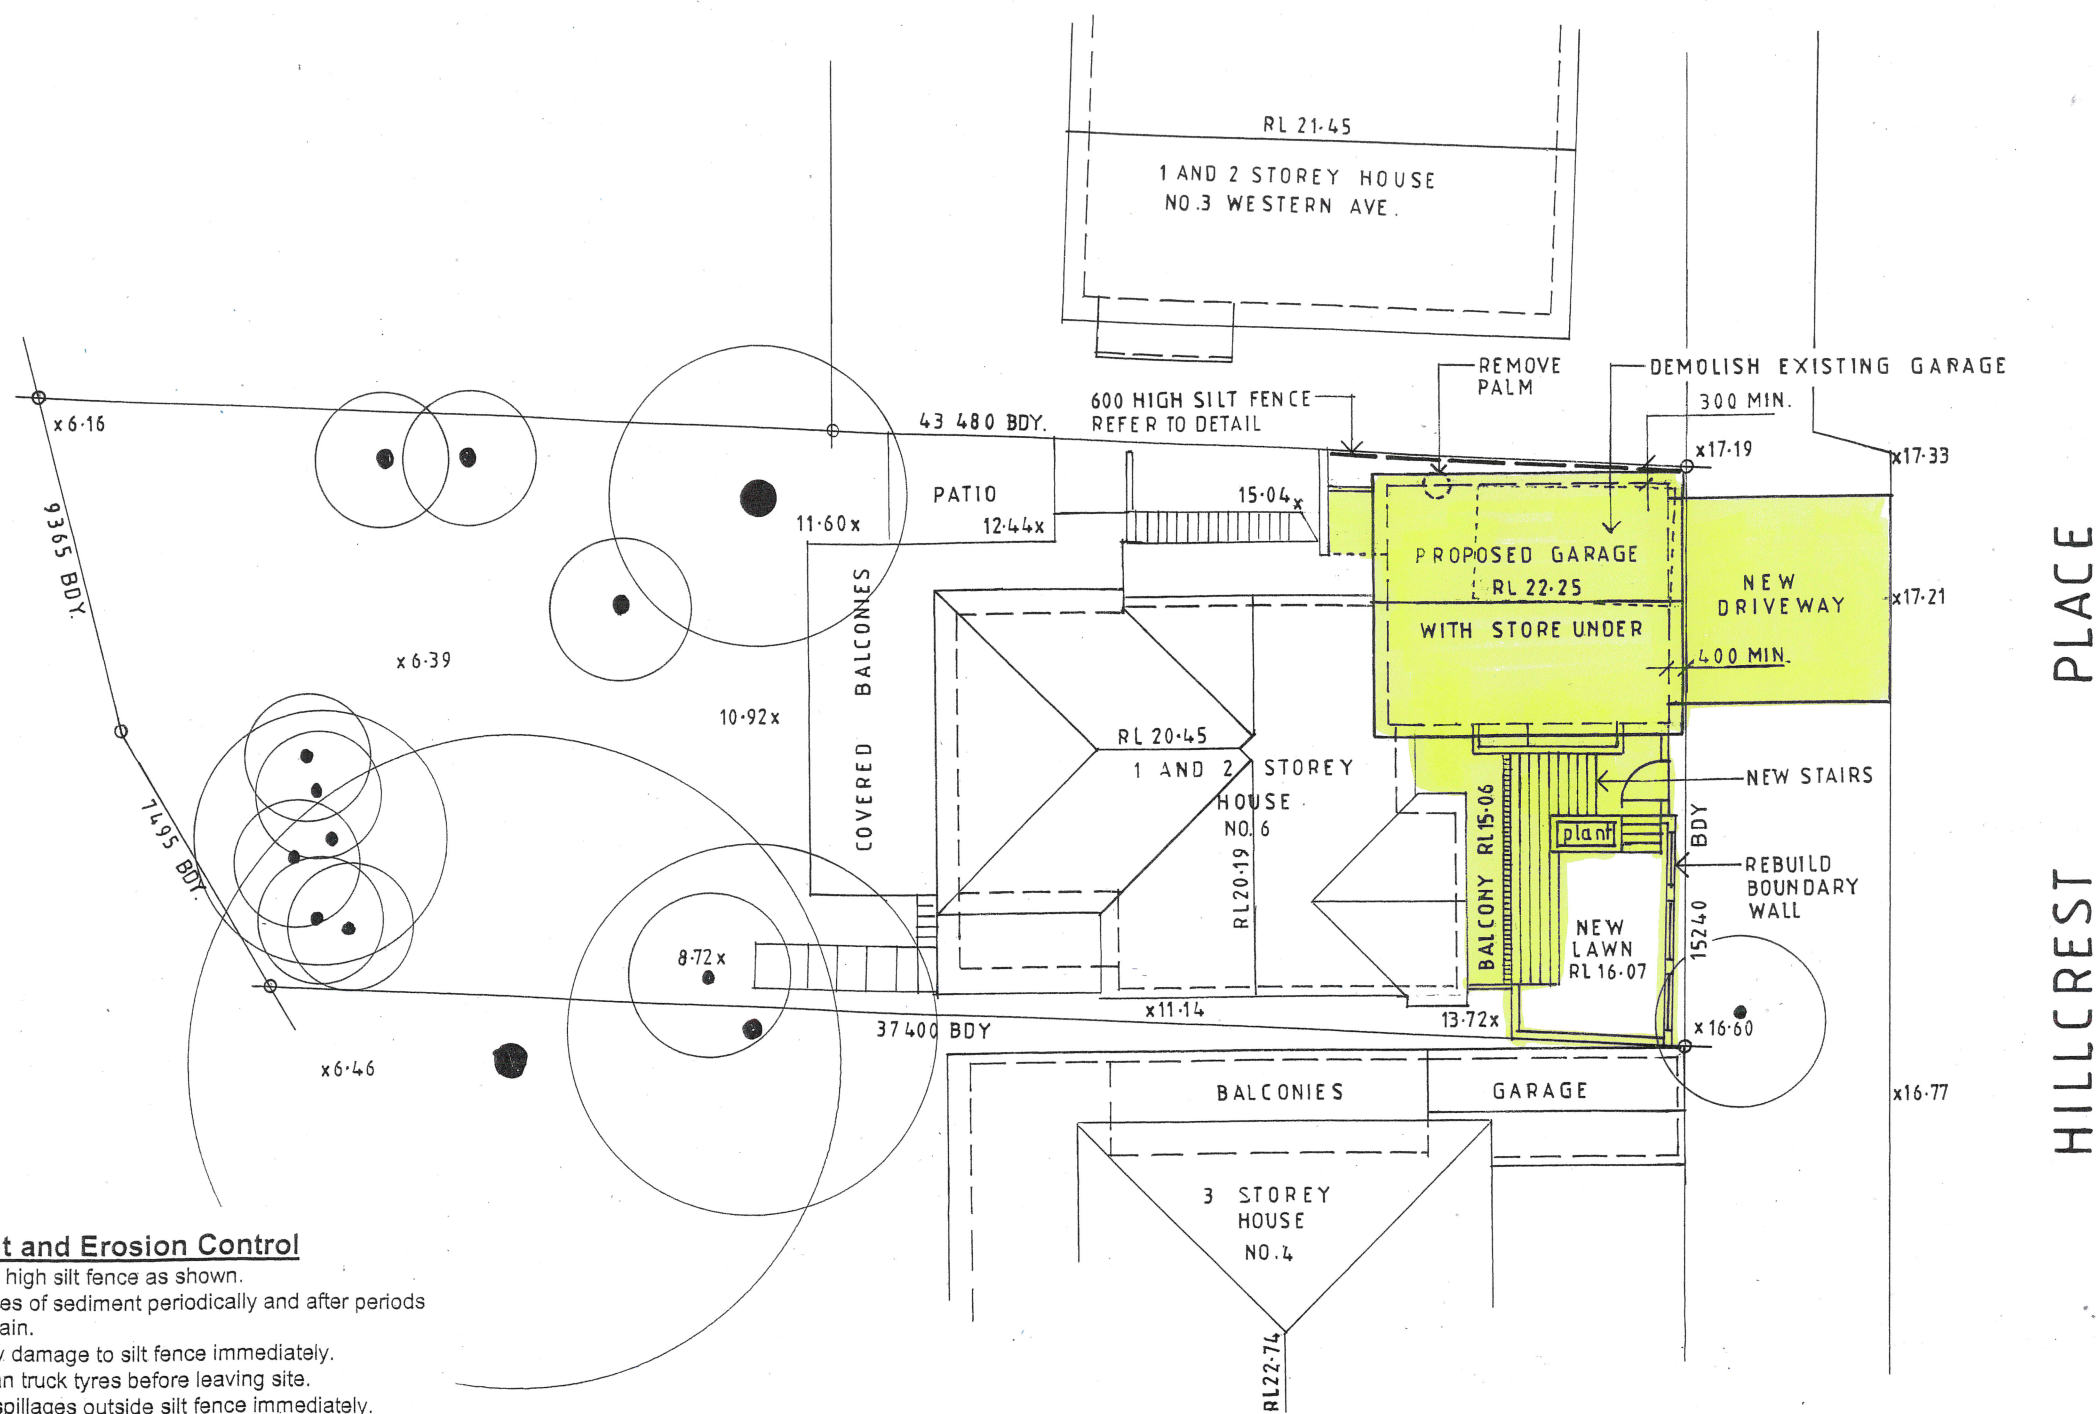 RL 21·45
1 AND 2 STOREY HOUSE
NO.3 WESTERN AVE.
REMOVE
PALM
DEMOLISH EXISTING GARAGE
300 MIN.
600 HIGH SILT FENCE
REFER TO DETAIL
43 480 BDY.
x6·16
x17·19
x17·33
PATIO
15·04x
11·60x
12·44x
9365 BDY.
PROPOSED GARAGE
RL 22·25
WITH STORE UNDER
NEW
DRIVEWAY
x17·21
400 MIN.
x6·39
10·92x
COVERED BALCONIES
RL 20·45
1 AND 2 STOREY
HOUSE
NO. 6
RL20·19
BALCONY RL15·06
NEW STAIRS
plant
BDY
15240
REBUILD
BOUNDARY
WALL
NEW
LAWN
RL 16·07
7495 BDY.
8·72x
x11·14
13·72x
x16·60
37400 BDY
x6·46
BALCONIES
GARAGE
x16·77
3 STOREY
HOUSE
NO.4
RL22·74
HILLCREST PLACE
t and Erosion Control
high silt fence as shown.
es of sediment periodically and after periods
ain.
y damage to silt fence immediately.
an truck tyres before leaving site.
spillages outside silt fence immediately.